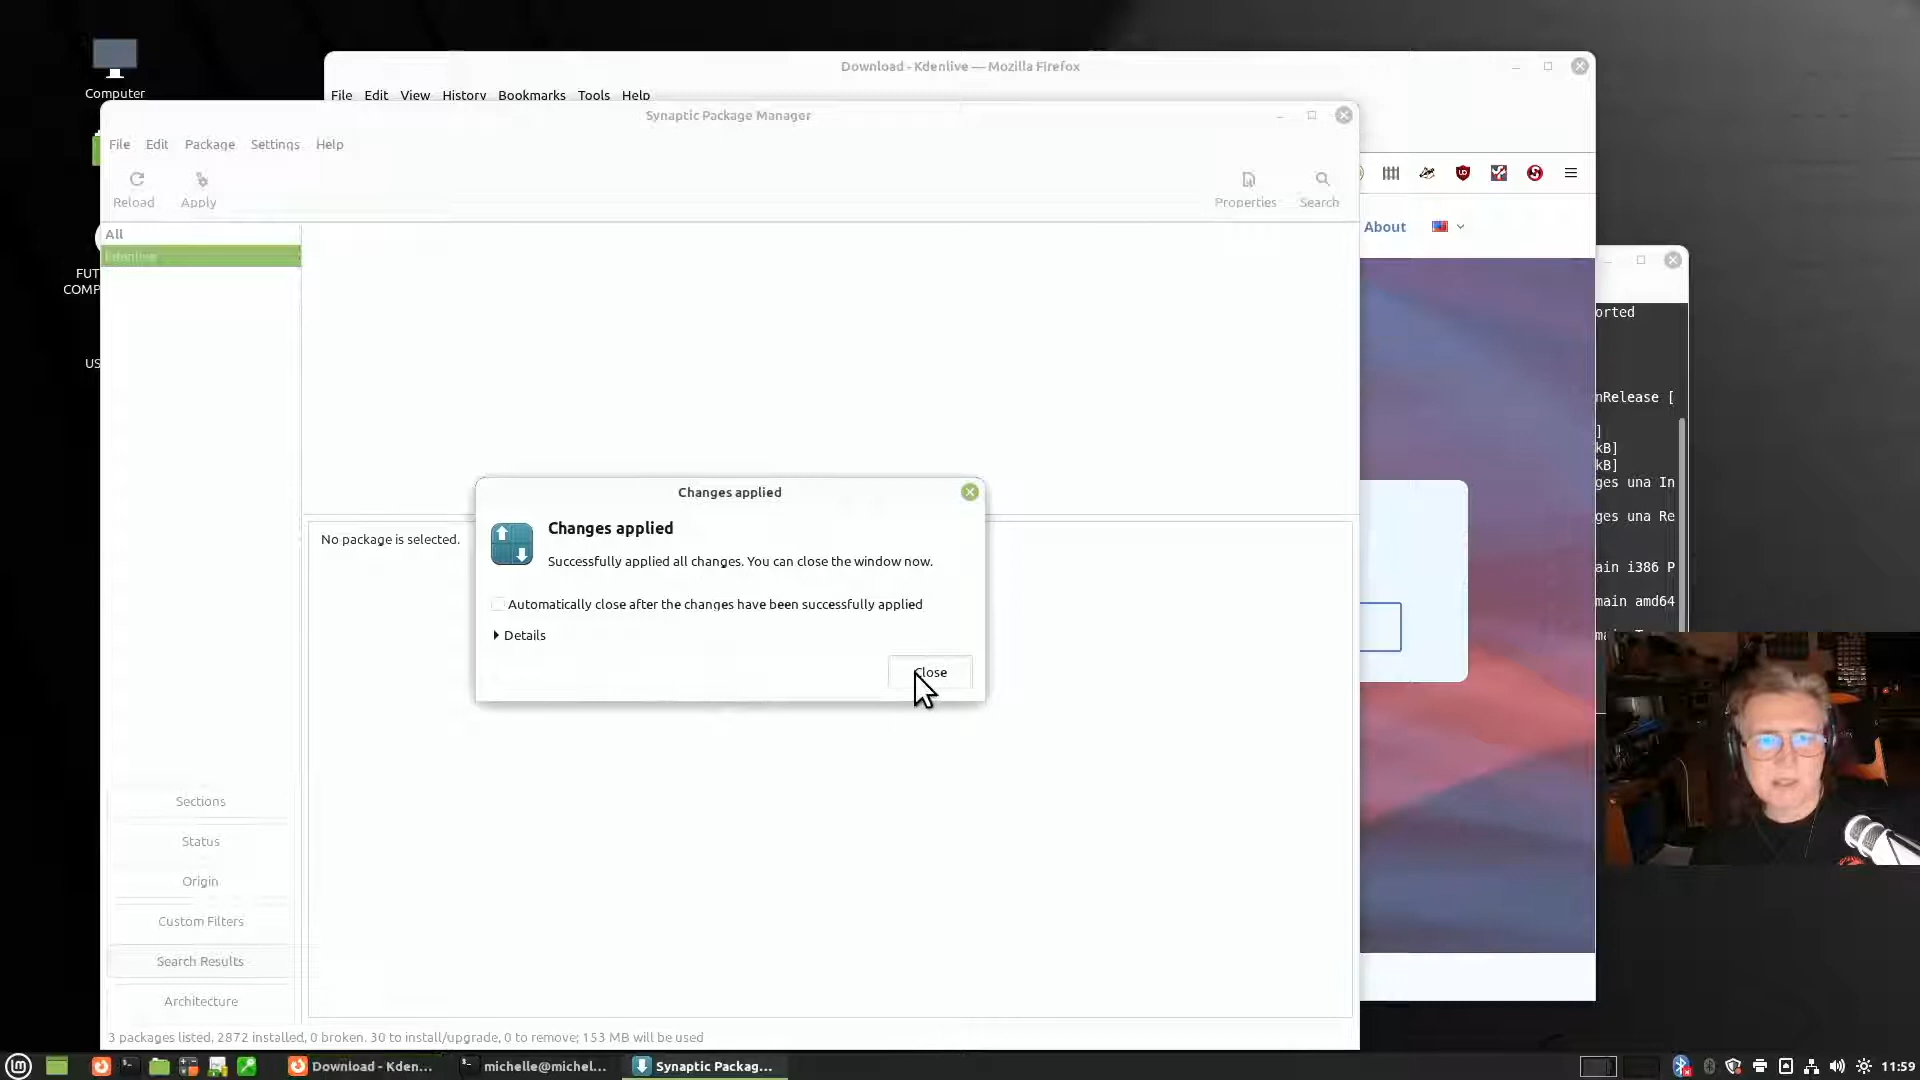 Computer
Download - Kdenlive — Mozilla Firefox
File Edit View History Bookmarks Tools Help
Synaptic Package Manager
File Edit Package Settings Help
Reload Apply
Properties Search
About
All
kdenlive
FUT
COMP
US
orted
nRelease [
]
kB]
kB]
ges una In
ges una Re
ain i386 P
main amd64
No package is selected.
Changes applied
Changes applied
Successfully applied all changes. You can close the window now.
Automatically close after the changes have been successfully applied
Details
Close
Sections
Status
Origin
Custom Filters
Search Results
Architecture
3 packages listed, 2872 installed, 0 broken. 30 to install/upgrade, 0 to remove; 153 MB will be used
Download - Kden... michelle@michel... Synaptic Packag... 11:59